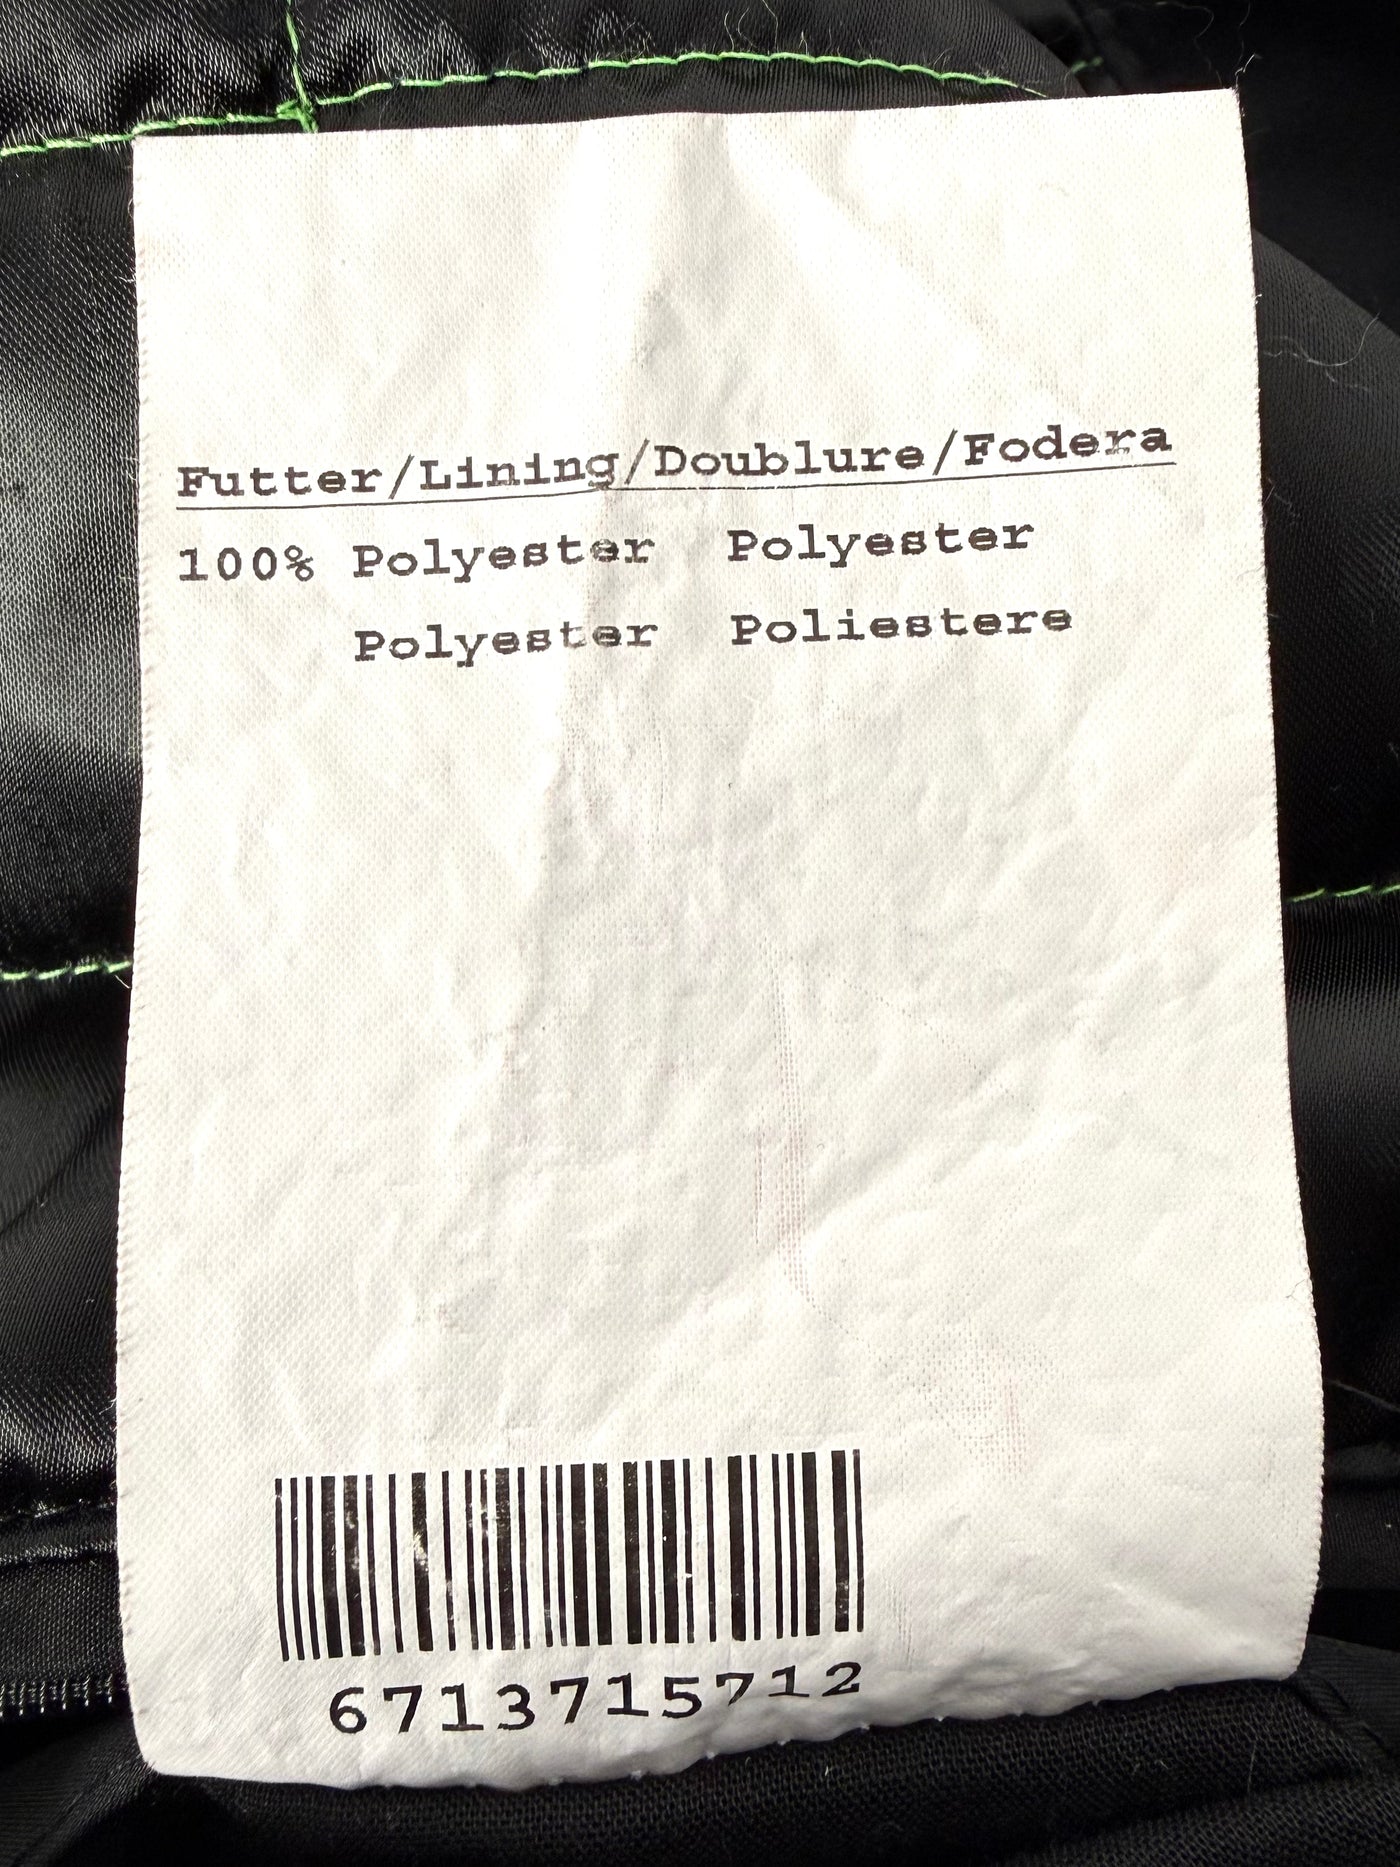 Futter/Lining/Doublure/Fodera
100% Polyester Polyester
Polyester Poliestere
6713715712